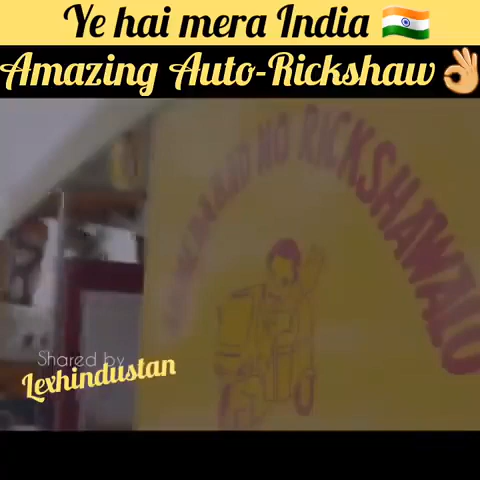 Ye hai mera India 🇮🇳
Amazing Auto-Rickshaw👌
NO RICKSHAWALO
Shared by
Lexhindustan